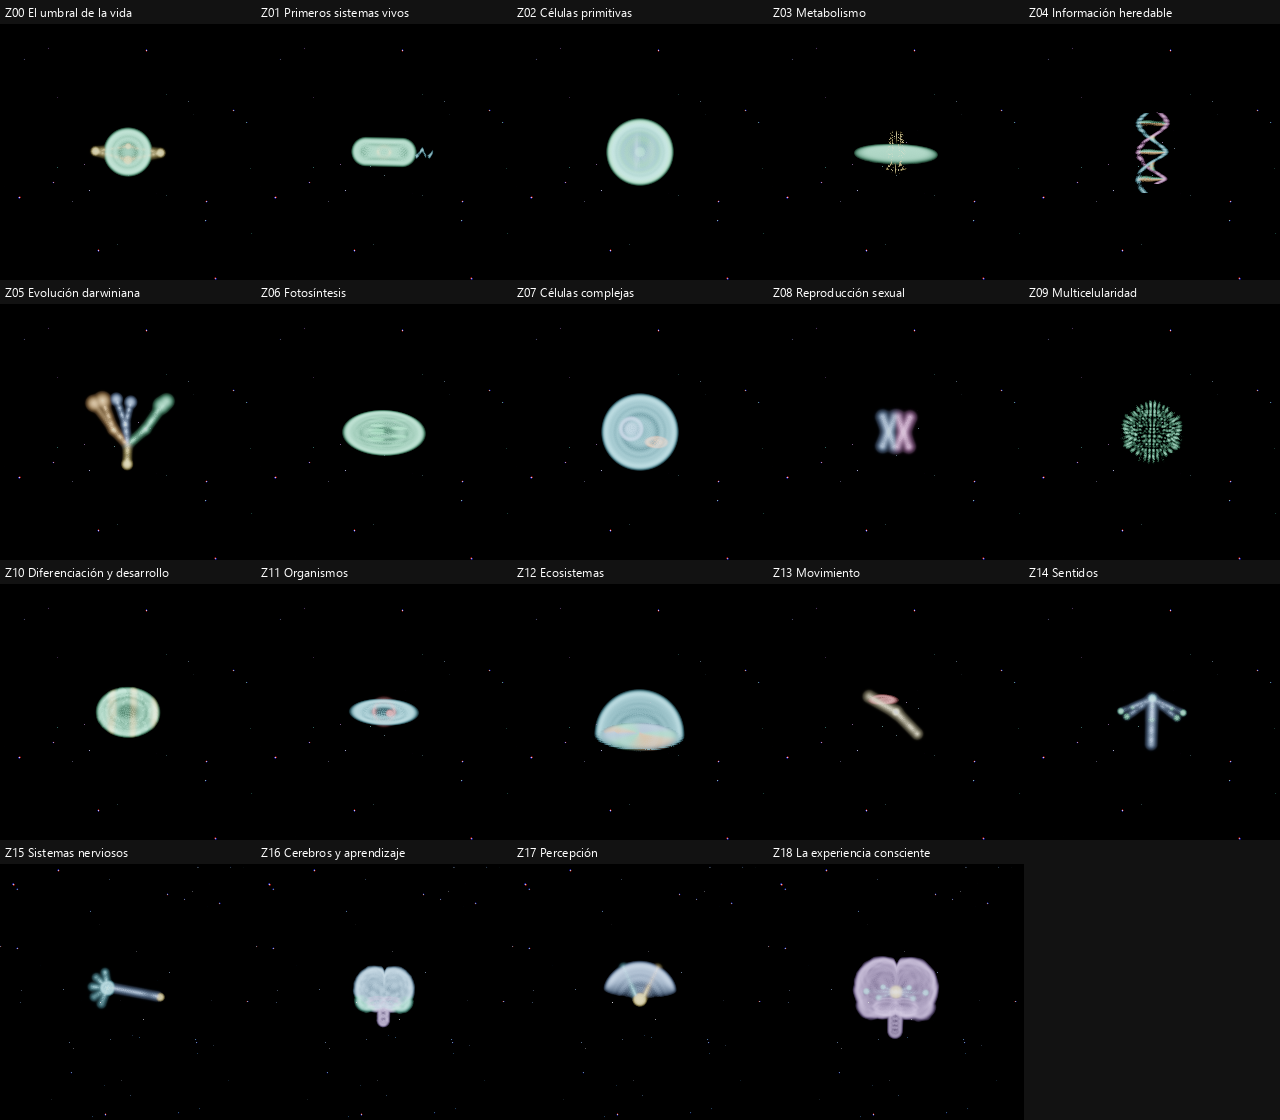 Z00 El umbral de la vida
Z01 Primeros sistemas vivos
Z02 Células primitivas
Z03 Metabolismo
Z04 Información heredable
Z05 Evolución darwiniana
Z06 Fotosíntesis
Z07 Células complejas
Z08 Reproducción sexual
Z09 Multicelularidad
Z10 Diferenciación y desarrollo
Z11 Organismos
Z12 Ecosistemas
Z13 Movimiento
Z14 Sentidos
Z15 Sistemas nerviosos
Z16 Cerebros y aprendizaje
Z17 Percepción
Z18 La experiencia consciente